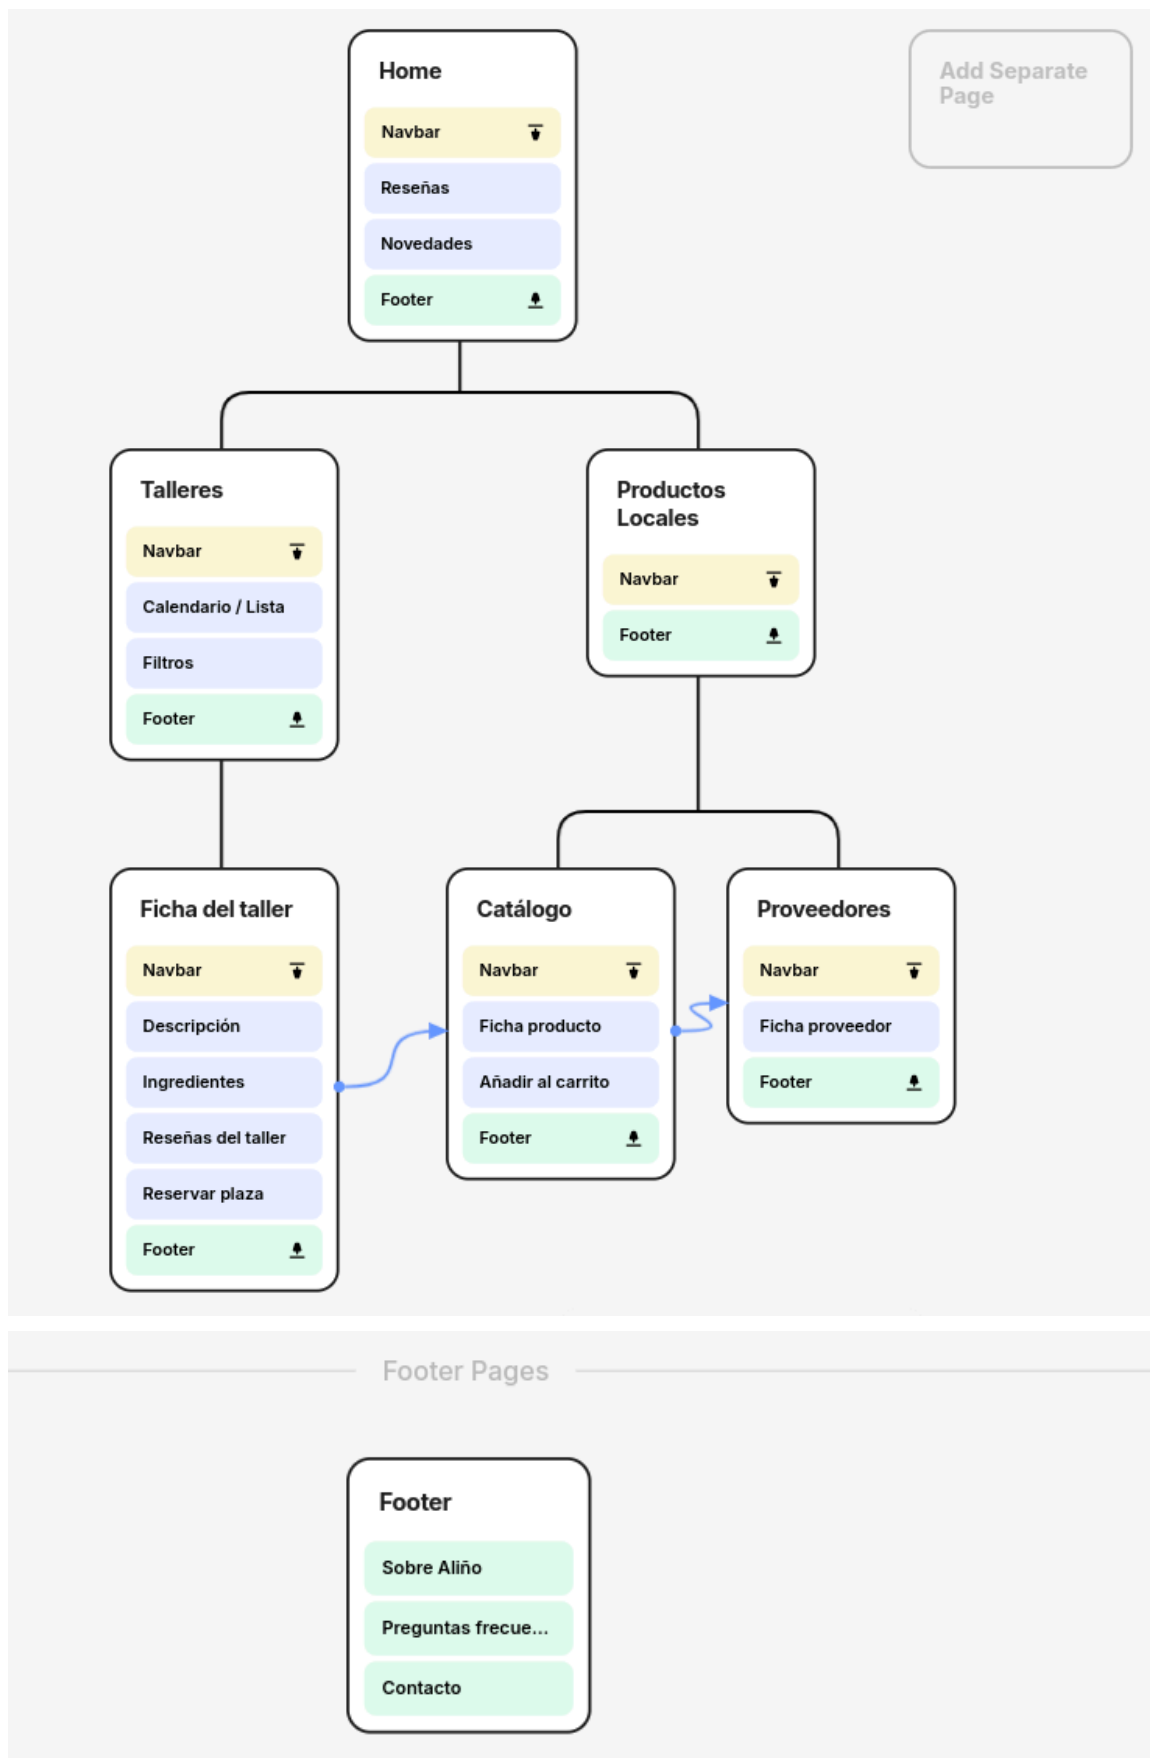 Home
Navbar
Reseñas
Novedades
Footer
Add Separate
Page
Talleres
Navbar
Calendario / Lista
Filtros
Footer
Productos
Locales
Navbar
Footer
Ficha del taller
Navbar
Descripción
Ingredientes
Reseñas del taller
Reservar plaza
Footer
Catálogo
Navbar
Ficha producto
Añadir al carrito
Footer
Proveedores
Navbar
Ficha proveedor
Footer
Footer Pages
Footer
Sobre Aliño
Preguntas frecue...
Contacto